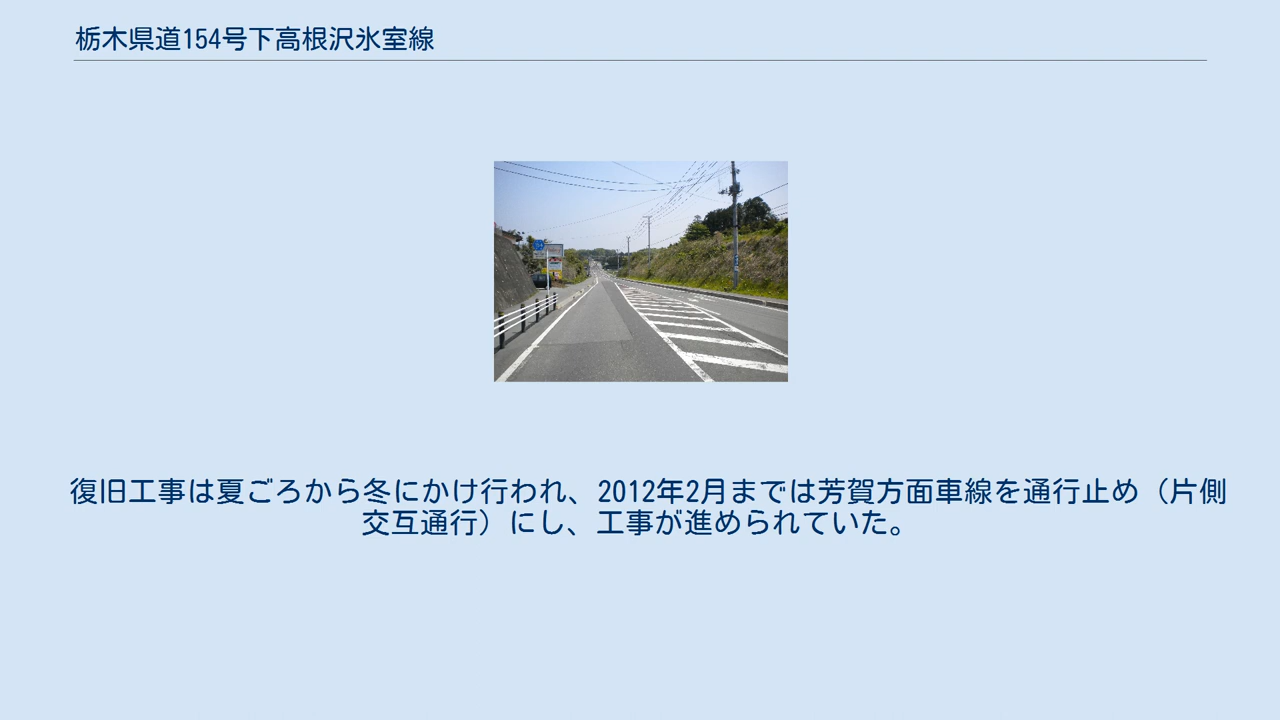 栃木県道154号下高根沢氷室線
復旧工事は夏ごろから冬にかけ行われ、2012年2月までは芳賀方面車線を通行止め（片側
交互通行）にし、工事が進められていた。